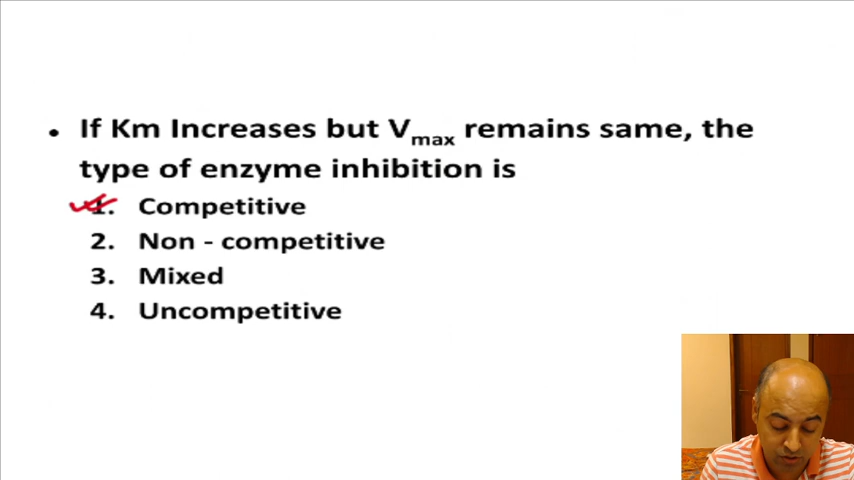 • If Km Increases but Vmax remains same, the
type of enzyme inhibition is
1. Competitive
2. Non - competitive
3. Mixed
4. Uncompetitive